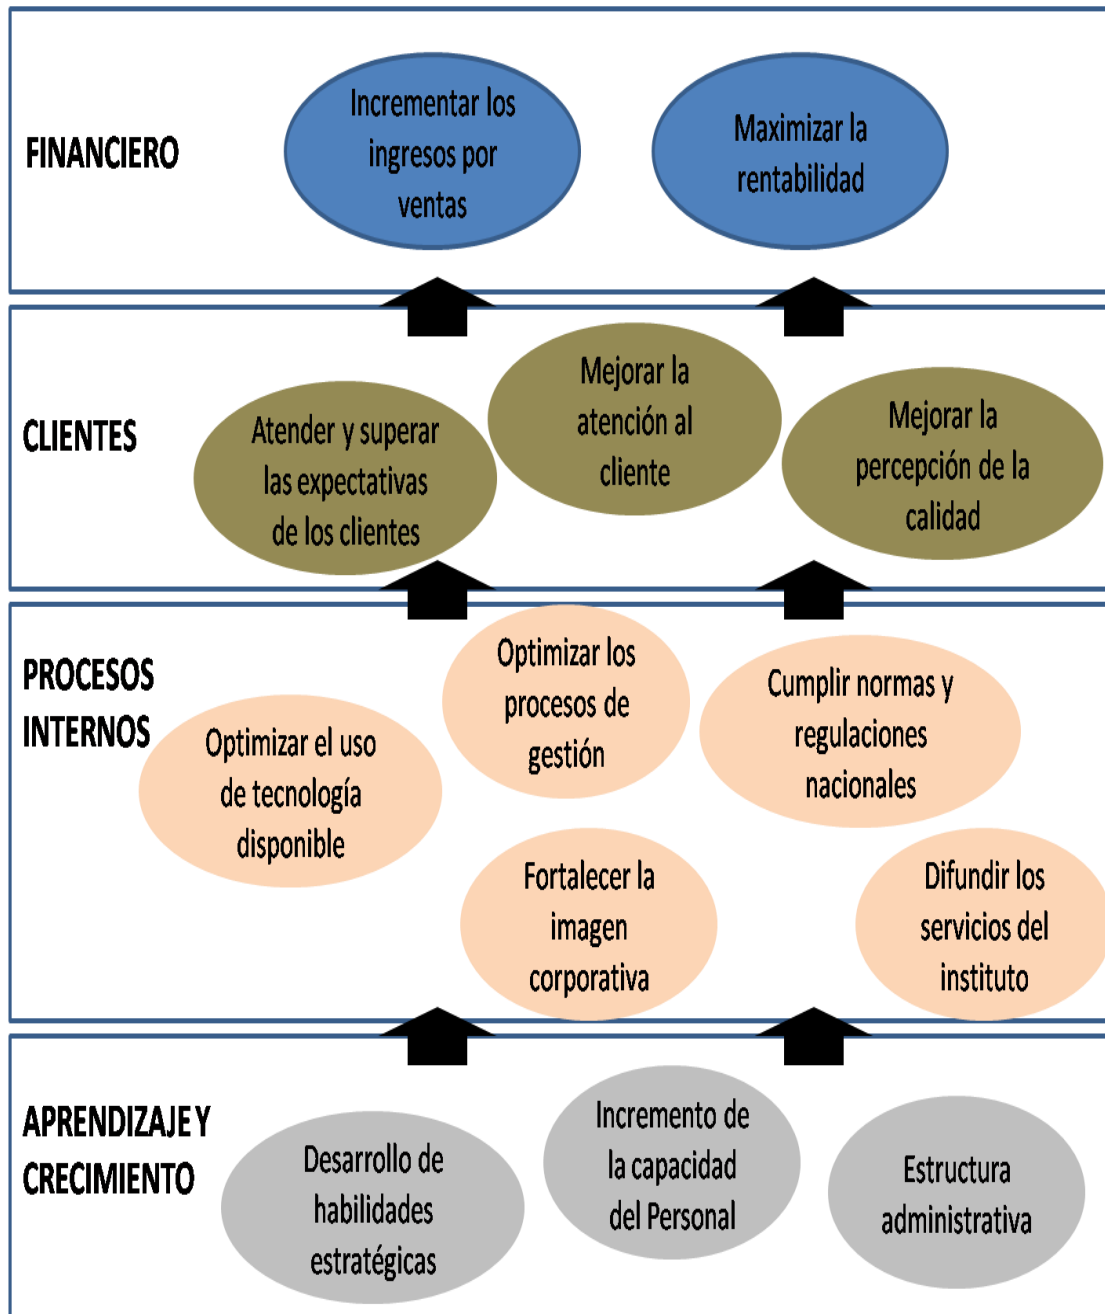 FINANCIERO
Incrementar los
ingresos por
ventas
Maximizar la
rentabilidad
CLIENTES
Atender y superar
las expectativas
de los clientes
Mejorar la
atención al
cliente
Mejorar la
percepción de la
calidad
PROCESOS
INTERNOS
Optimizar el uso
de tecnología
disponible
Optimizar los
procesos de
gestión
Cumplir normas y
regulaciones
nacionales
Fortalecer la
imagen
corporativa
Difundir los
servicios del
instituto
APRENDIZAJE Y
CRECIMIENTO
Desarrollo de
habilidades
estratégicas
Incremento de
la capacidad
del Personal
Estructura
administrativa